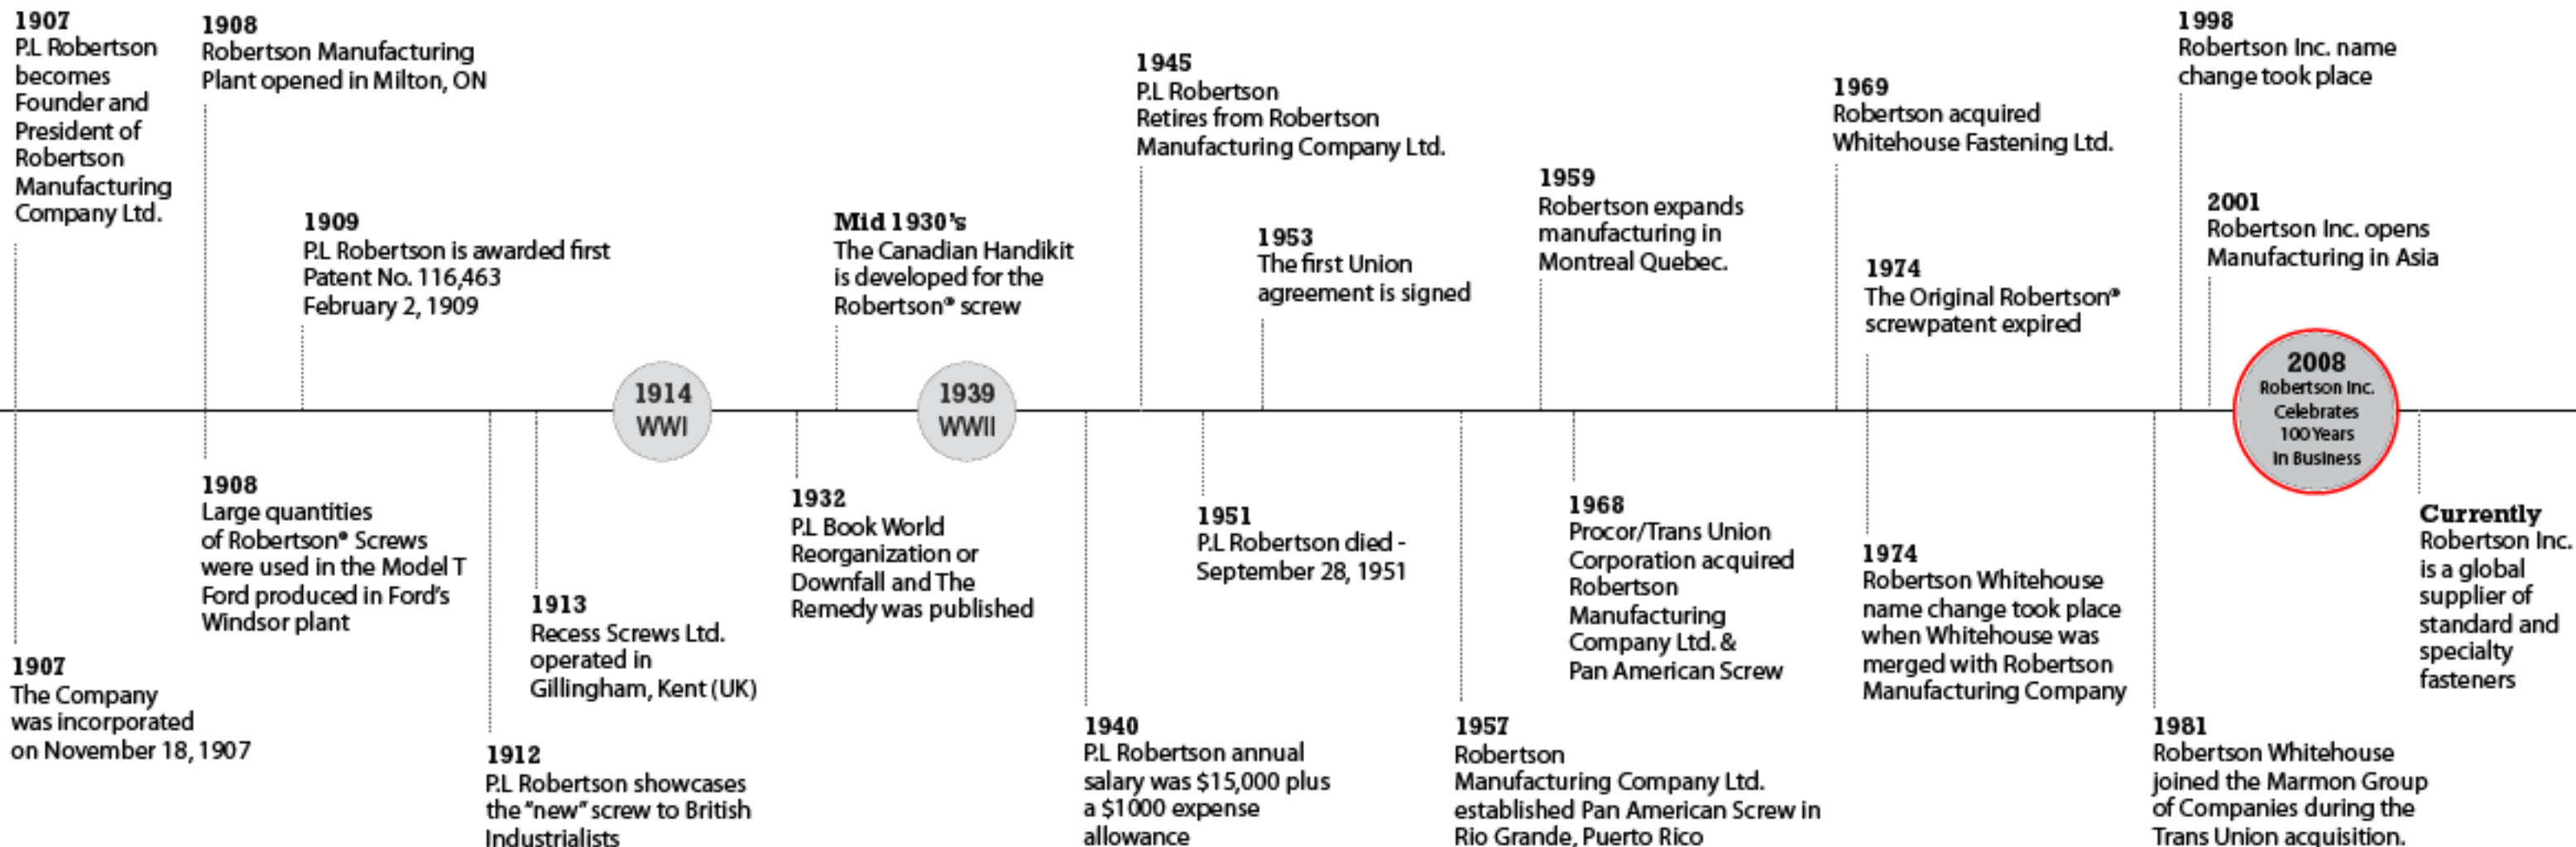 1907
P.L Robertson
becomes
Founder and
President of
Robertson
Manufacturing
Company Ltd.
1908
Robertson Manufacturing
Plant opened in Milton, ON
1909
P.L Robertson is awarded first
Patent No. 116,463
February 2, 1909
Mid 1930's
The Canadian Handikit
is developed for the
Robertson® screw
1945
P.L Robertson
Retires from Robertson
Manufacturing Company Ltd.
1953
The first Union
agreement is signed
1959
Robertson expands
manufacturing in
Montreal Quebec.
1969
Robertson acquired
Whitehouse Fastening Ltd.
1974
The Original Robertson®
screwpatent expired
1998
Robertson Inc. name
change took place
2001
Robertson Inc. opens
Manufacturing in Asia
1914
WWI
1939
WWII
2008
Robertson Inc.
Celebrates
100 Years
in Business
1907
The Company
was incorporated
on November 18, 1907
1908
Large quantities
of Robertson® Screws
were used in the Model T
Ford produced in Ford's
Windsor plant
1912
P.L Robertson showcases
the "new" screw to British
Industrialists
1913
Recess Screws Ltd.
operated in
Gillingham, Kent (UK)
1932
P.L Book World
Reorganization or
Downfall and The
Remedy was published
1940
P.L Robertson annual
salary was $15,000 plus
a $1000 expense
allowance
1951
P.L Robertson died -
September 28, 1951
1957
Robertson
Manufacturing Company Ltd.
established Pan American Screw in
Rio Grande, Puerto Rico
1968
Procor/Trans Union
Corporation acquired
Robertson
Manufacturing
Company Ltd. &
Pan American Screw
1974
Robertson Whitehouse
name change took place
when Whitehouse was
merged with Robertson
Manufacturing Company
1981
Robertson Whitehouse
joined the Marmon Group
of Companies during the
Trans Union acquisition.
Currently
Robertson Inc.
is a global
supplier of
standard and
specialty
fasteners